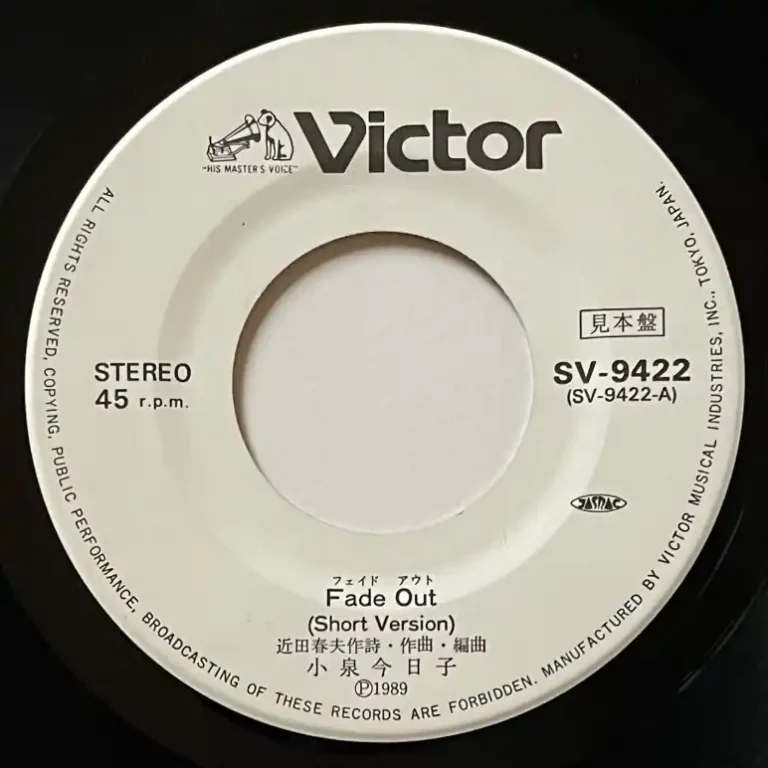 Victor
"HIS MASTER'S VOICE"
見本盤
STEREO
45 r.p.m.
SV-9422
(SV-9422-A)
JASRAC
フェイド アウト
Fade Out
(Short Version)
近田春夫作詩・作曲・編曲
小泉今日子
Ⓟ1989
ALL RIGHTS RESERVED, COPYING, PUBLIC PERFORMANCE, BROADCASTING OF THESE RECORDS ARE FORBIDDEN. MANUFACTURED BY VICTOR MUSICAL INDUSTRIES, INC., TOKYO, JAPAN.